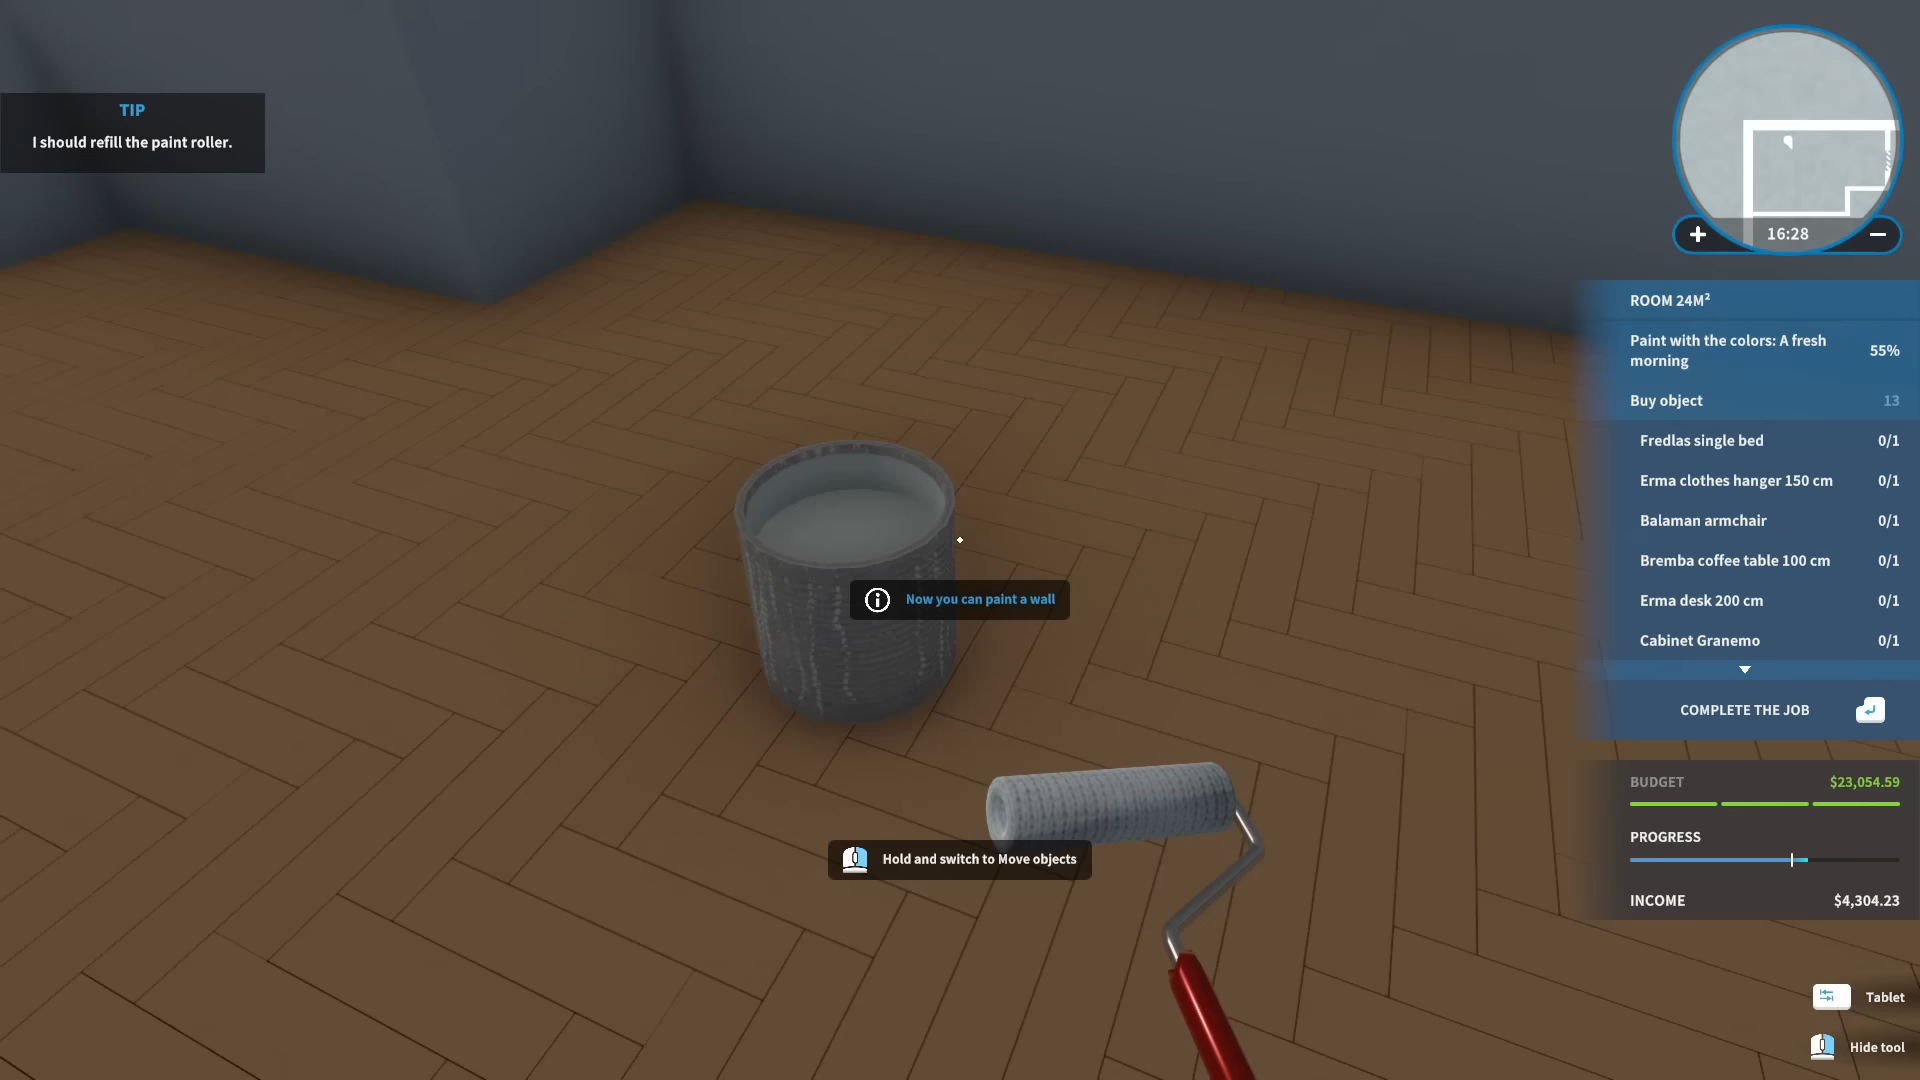 TIP
I should refill the paint roller.
16:28
ROOM 24M²
Paint with the colors: A fresh
morning
55%
Buy object 13
Fredlas single bed 0/1
Erma clothes hanger 150 cm 0/1
Balaman armchair 0/1
Bremba coffee table 100 cm 0/1
Erma desk 200 cm 0/1
Cabinet Granemo 0/1
COMPLETE THE JOB
Now you can paint a wall
Hold and switch to Move objects
BUDGET $23,054.59
PROGRESS
INCOME $4,304.23
Tablet
Hide tool